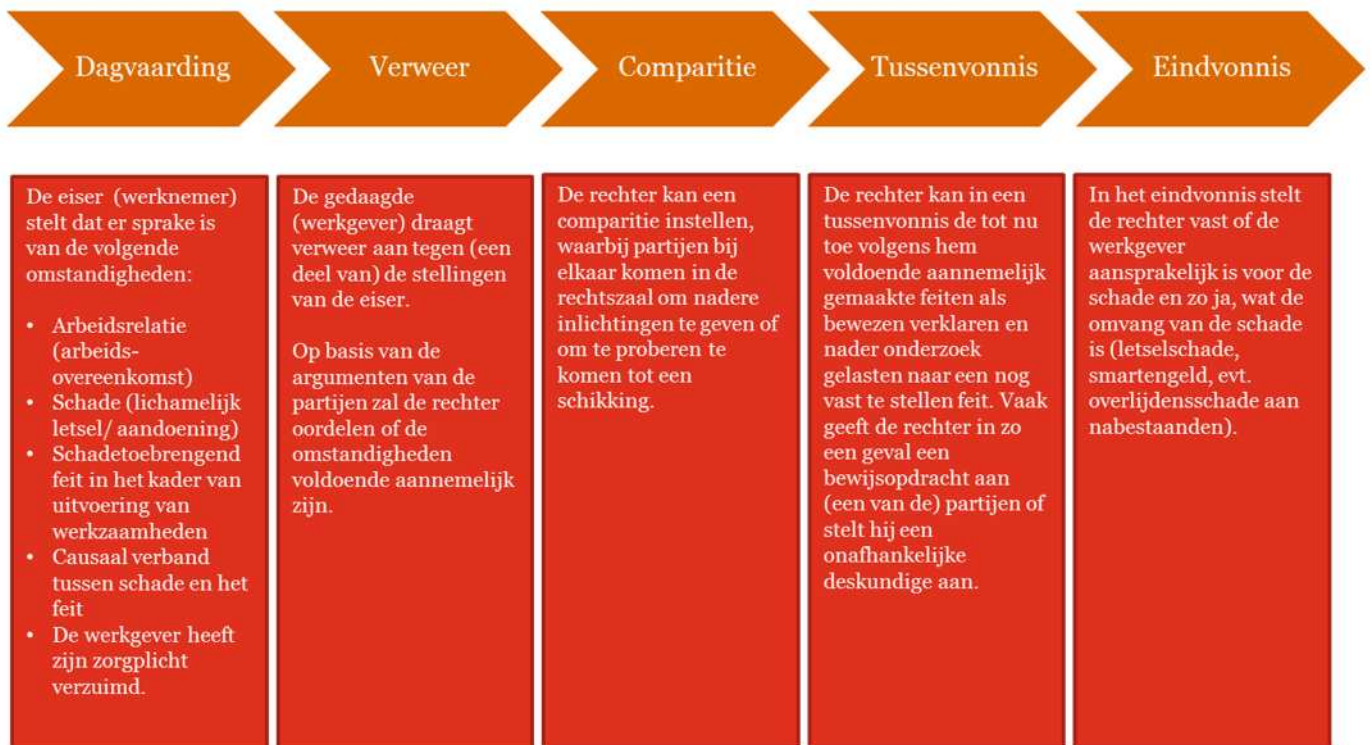 Dagvaarding
Verweer
Comparitie
Tussenvonnis
Eindvonnis
De eiser (werknemer)
stelt dat er sprake is
van de volgende
omstandigheden:
• Arbeidsrelatie
(arbeids-
overeenkomst)
• Schade (lichamelijk
letsel/ aandoening)
• Schadetoebrengend
feit in het kader van
uitvoering van
werkzaamheden
• Causaal verband
tussen schade en het
feit
• De werkgever heeft
zijn zorgplicht
verzuimd.
De gedaagde
(werkgever) draagt
verweer aan tegen (een
deel van) de stellingen
van de eiser.
Op basis van de
argumenten van de
partijen zal de rechter
oordelen of de
omstandigheden
voldoende aannemelijk
zijn.
De rechter kan een
comparitie instellen,
waarbij partijen bij
elkaar komen in de
rechtszaal om nadere
inlichtingen te geven of
om te proberen te
komen tot een
schikking.
De rechter kan in een
tussenvonnis de tot nu
toe volgens hem
voldoende aannemelijk
gemaakte feiten als
bewezen verklaren en
nader onderzoek
gelasten naar een nog
vast te stellen feit. Vaak
geeft de rechter in zo
een geval een
bewijsopdracht aan
(een van de) partijen of
stelt hij een
onafhankelijke
deskundige aan.
In het eindvonnis stelt
de rechter vast of de
werkgever
aansprakelijk is voor de
schade en zo ja, wat de
omvang van de schade
is (letselschade,
smartengeld, evt.
overlijdensschade aan
nabestaanden).